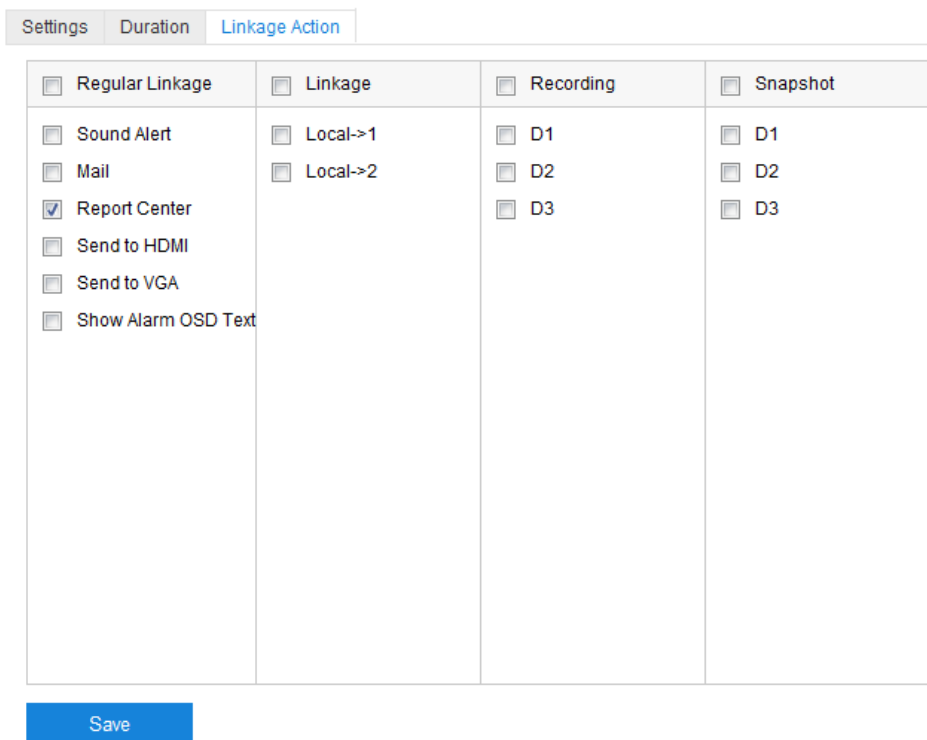 Settings Duration Linkage Action
Regular Linkage Linkage Recording Snapshot
Sound Alert Local->1 D1 D1
Mail Local->2 D2 D2
Report Center D3 D3
Send to HDMI
Send to VGA
Show Alarm OSD Text
Save